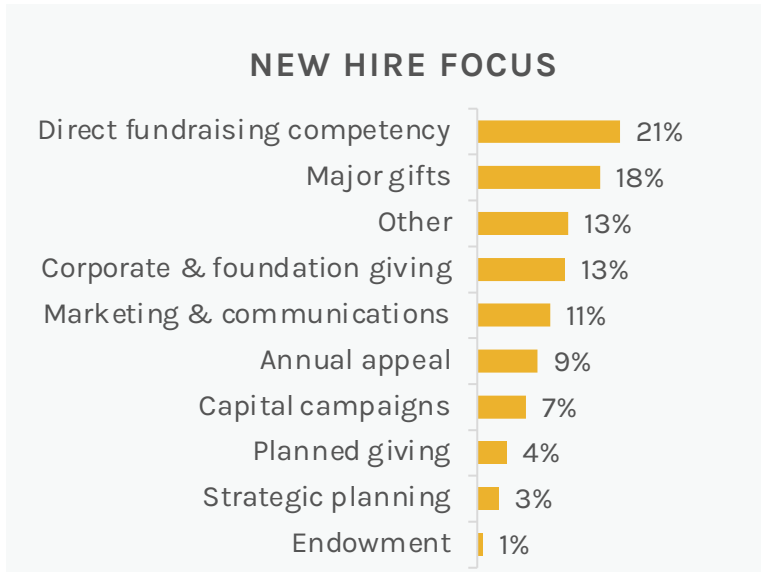 NEW HIRE FOCUS
Direct fundraising competency 21%
Major gifts 18%
Other 13%
Corporate & foundation giving 13%
Marketing & communications 11%
Annual appeal 9%
Capital campaigns 7%
Planned giving 4%
Strategic planning 3%
Endowment 1%